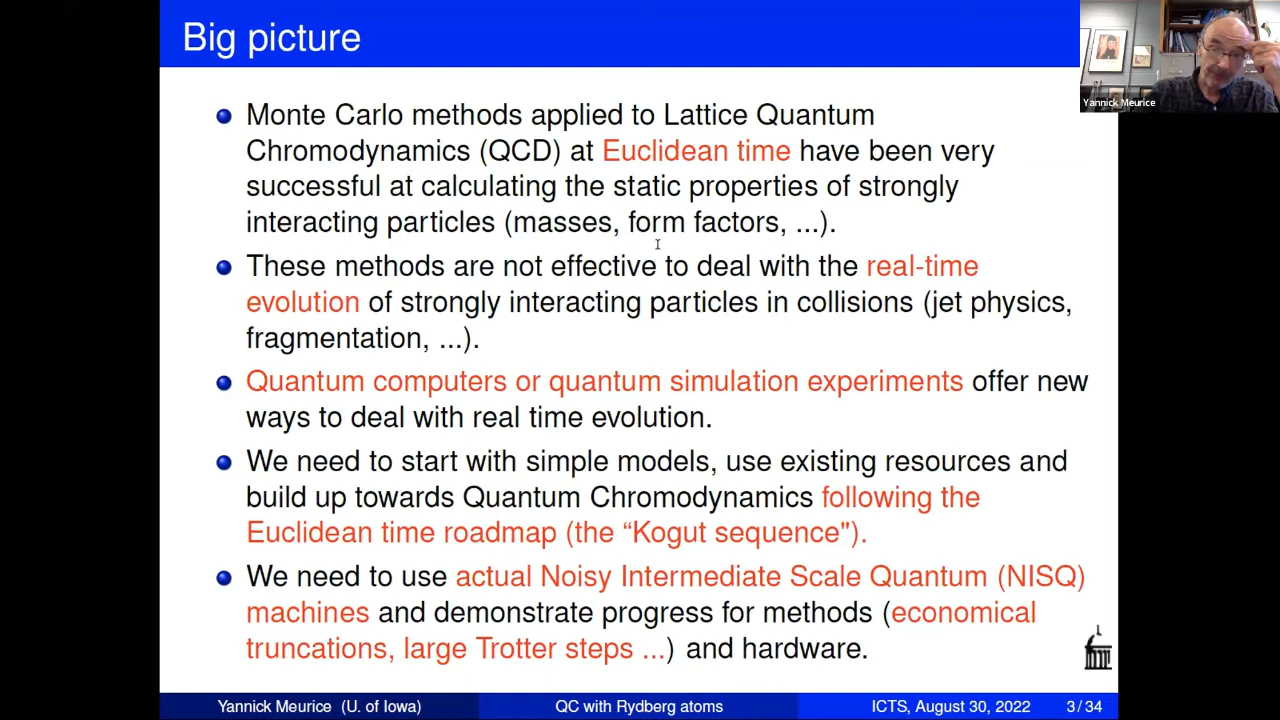 Big picture
Yannick Meurice
Monte Carlo methods applied to Lattice Quantum
Chromodynamics (QCD) at Euclidean time have been very
successful at calculating the static properties of strongly
interacting particles (masses, form factors, ...).
These methods are not effective to deal with the real-time
evolution of strongly interacting particles in collisions (jet physics,
fragmentation, ...).
Quantum computers or quantum simulation experiments offer new
ways to deal with real time evolution.
We need to start with simple models, use existing resources and
build up towards Quantum Chromodynamics following the
Euclidean time roadmap (the “Kogut sequence").
We need to use actual Noisy Intermediate Scale Quantum (NISQ)
machines and demonstrate progress for methods (economical
truncations, large Trotter steps ...) and hardware.
Yannick Meurice (U. of Iowa) QC with Rydberg atoms ICTS, August 30, 2022 3 / 34